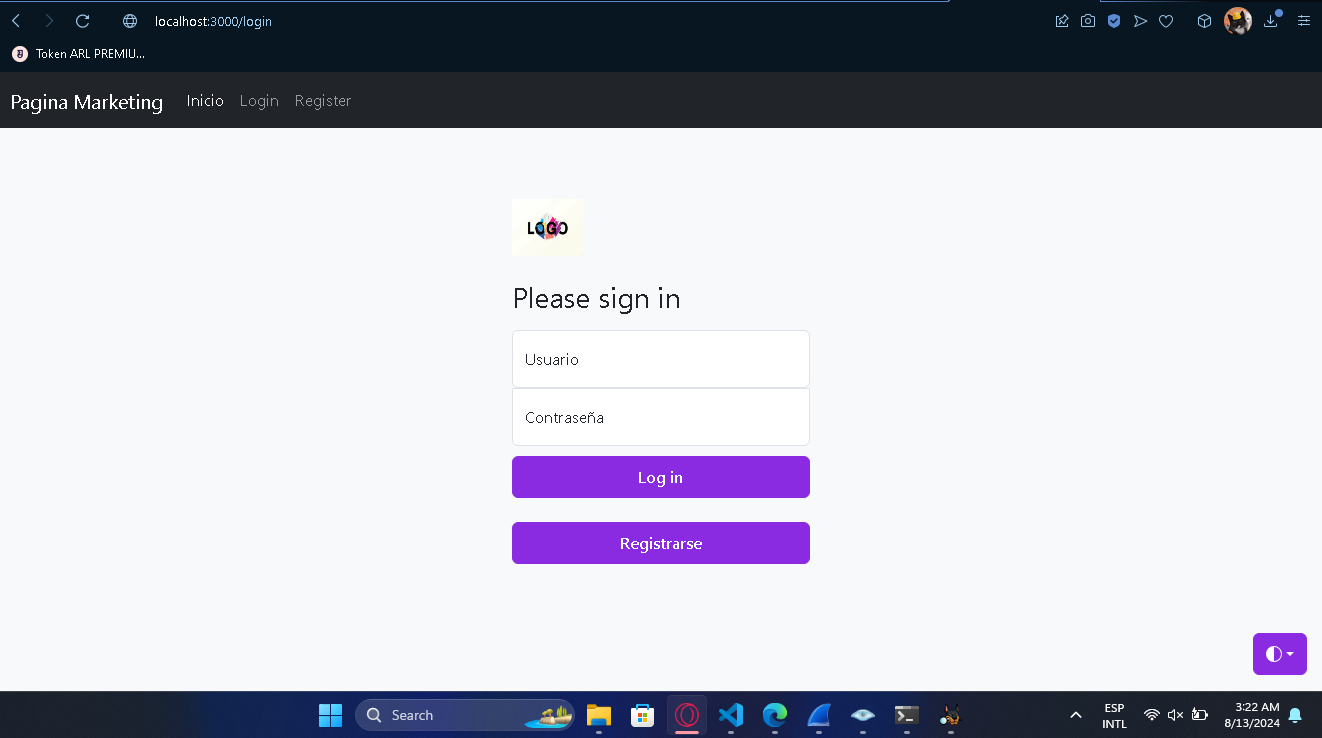 localhost:3000/login
Token ARL PREMIU...
Pagina Marketing Inicio Login Register
LOGO
Please sign in
Usuario
Contraseña
Log in
Registrarse
Search
ESP
INTL
3:22 AM
8/13/2024